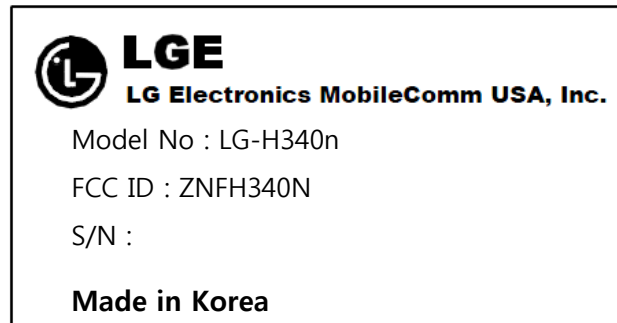 LGE
LG Electronics MobileComm USA, Inc.
Model No : LG-H340n
FCC ID : ZNFH340N
S/N :
Made in Korea